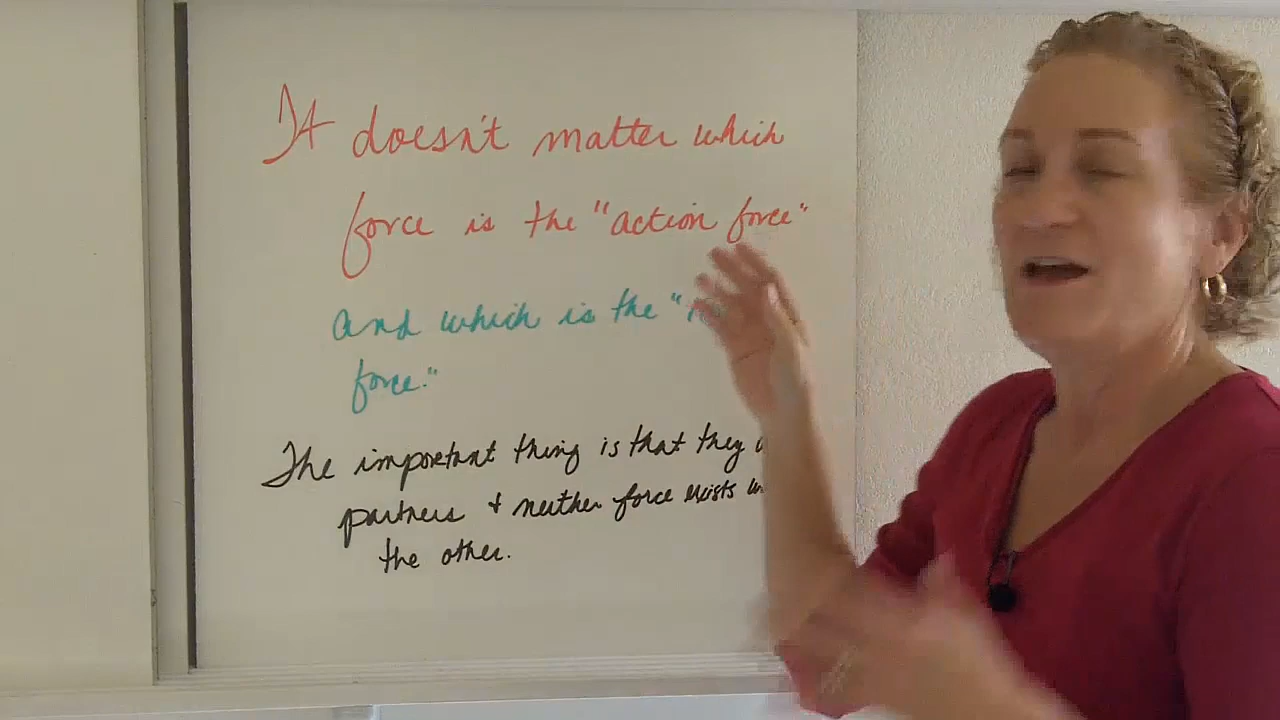 It doesn't matter which
force is the "action force"
and which is the "
force."
The important thing is that they
partners + neither force exists
the other.